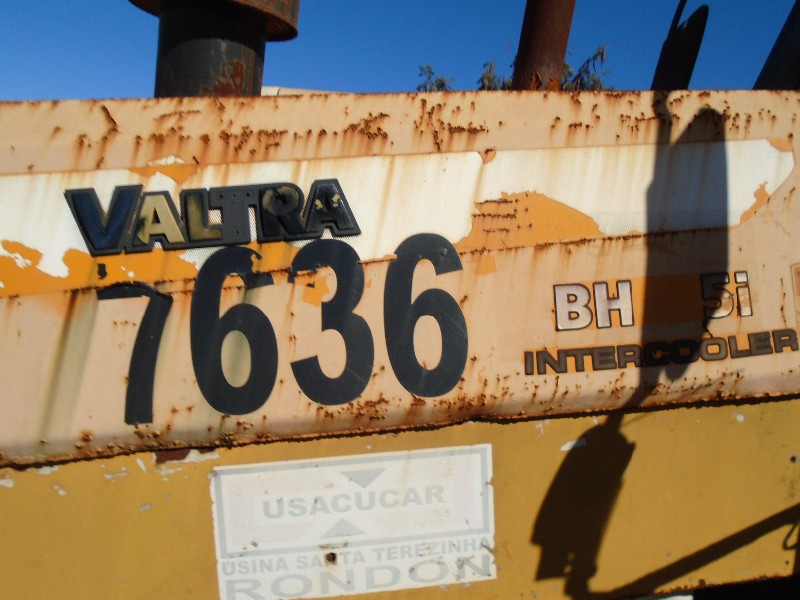 VALTRA
7636
BH 5i
INTERCOOLER
USACUCAR
USINA SANTA TEREZINHA
RONDON